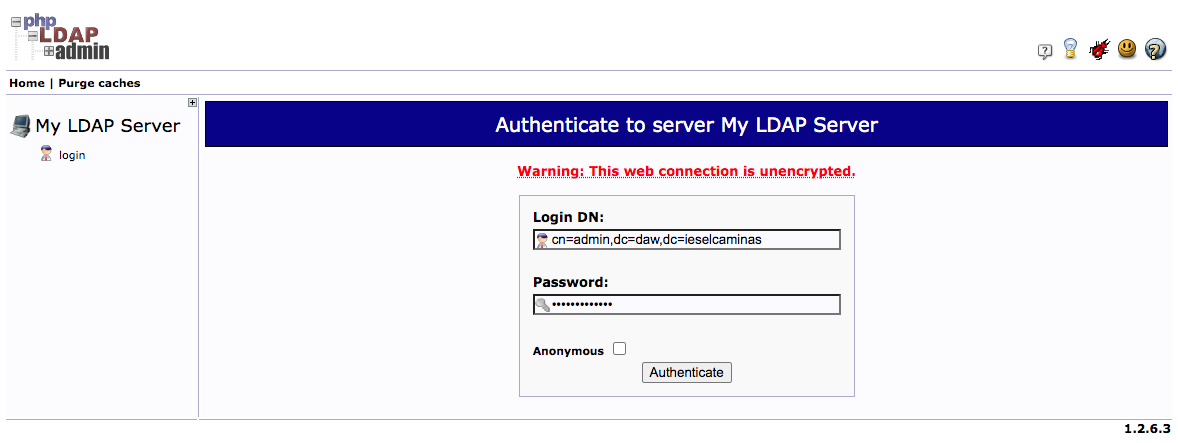 php
LDAP
admin
Home | Purge caches
My LDAP Server
login
Authenticate to server My LDAP Server
Warning: This web connection is unencrypted.
Login DN:
cn=admin,dc=daw,dc=ieselcaminas
Password:
•••••••••••••
Anonymous
Authenticate
1.2.6.3